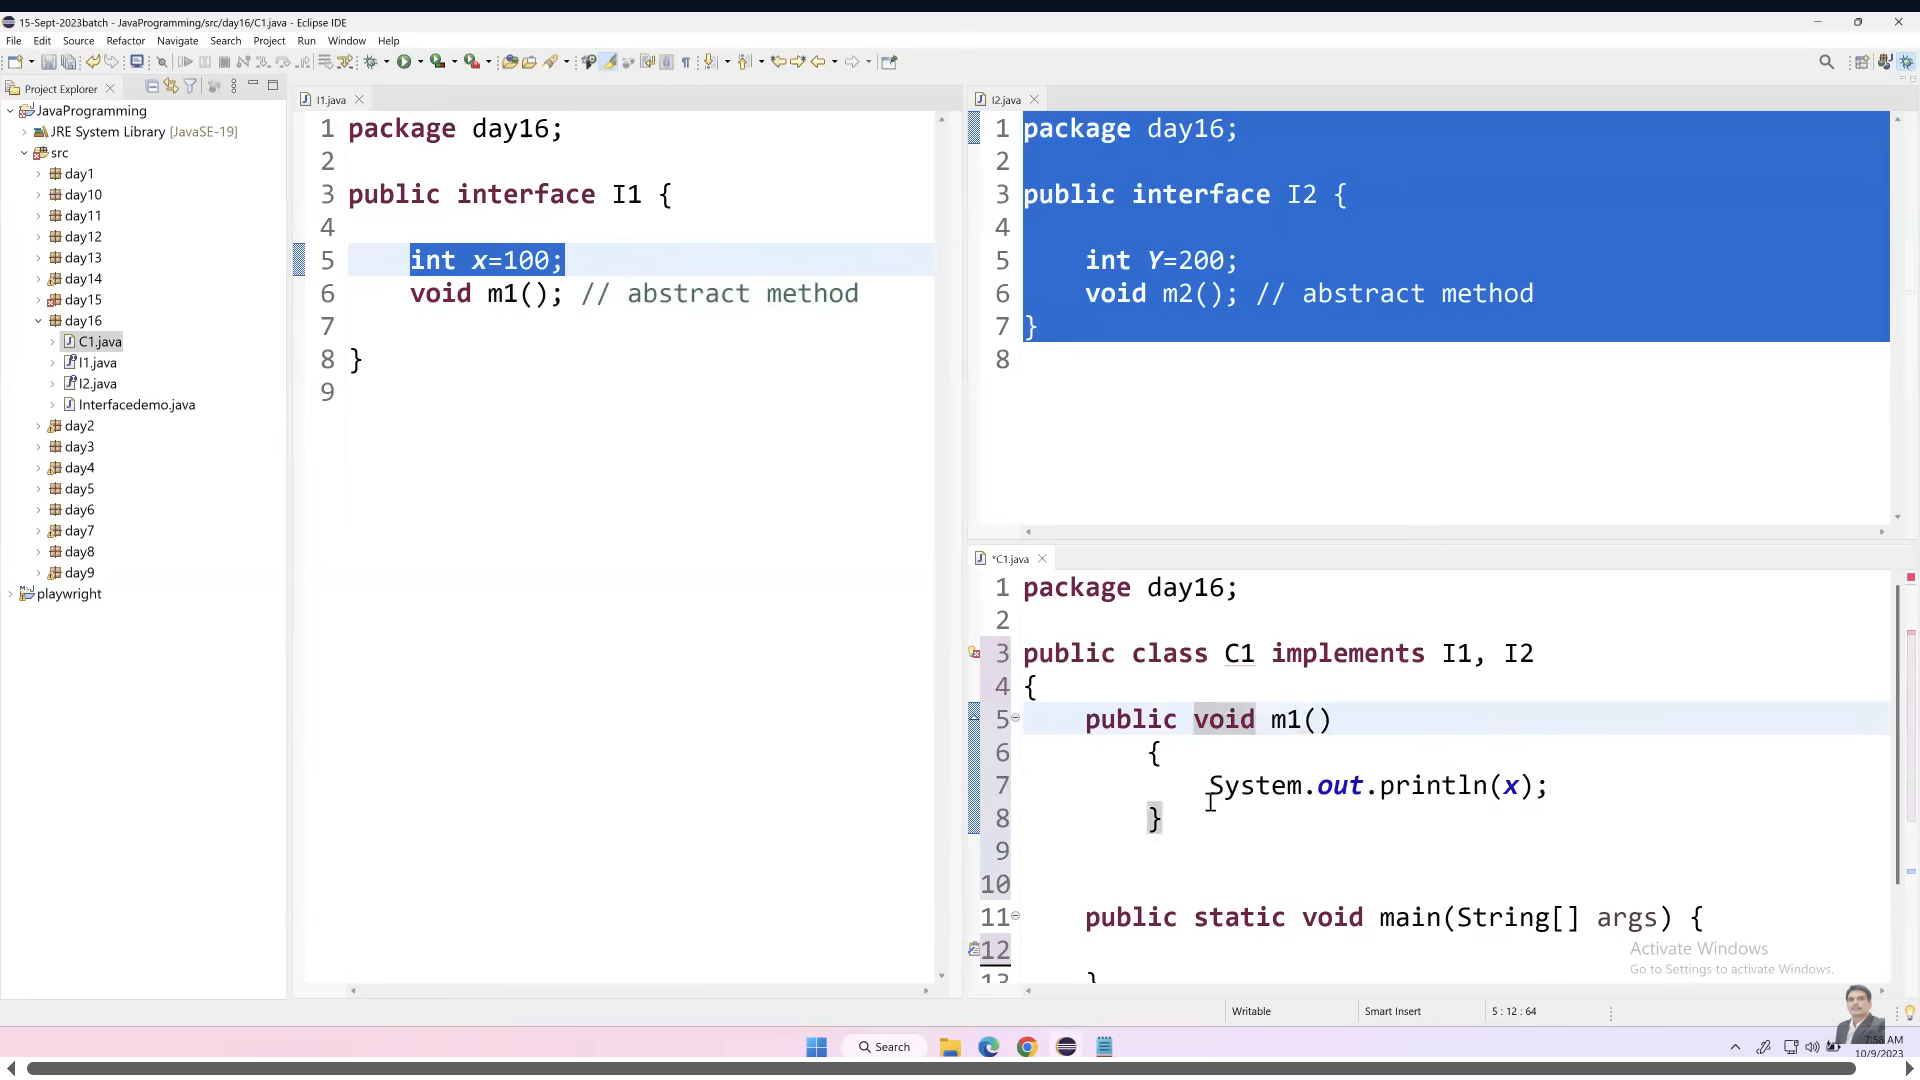 15-Sept-2023batch - JavaProgramming/src/day16/C1.java - Eclipse IDE
File Edit Source Refactor Navigate Search Project Run Window Help
Project Explorer
JavaProgramming
JRE System Library [JavaSE-19]
src
day1
day10
day11
day12
day13
day14
day15
day16
C1.java
I1.java
I2.java
Interfacedemo.java
day2
day3
day4
day5
day6
day7
day8
day9
playwright
I1.java
1 package day16;
2
3 public interface I1 {
4
5 int x=100;
6 void m1(); // abstract method
7
8 }
9
I2.java
1 package day16;
2
3 public interface I2 {
4
5 int Y=200;
6 void m2(); // abstract method
7 }
8
*C1.java
1 package day16;
2
3 public class C1 implements I1, I2
4 {
5 public void m1()
6 {
7 System.out.println(x);
8 }
9
10
11 public static void main(String[] args) {
12
13 }
Activate Windows
Go to Settings to activate Windows.
Writable Smart Insert 5 : 12 : 64
Search
7:58 AM
10/9/2023